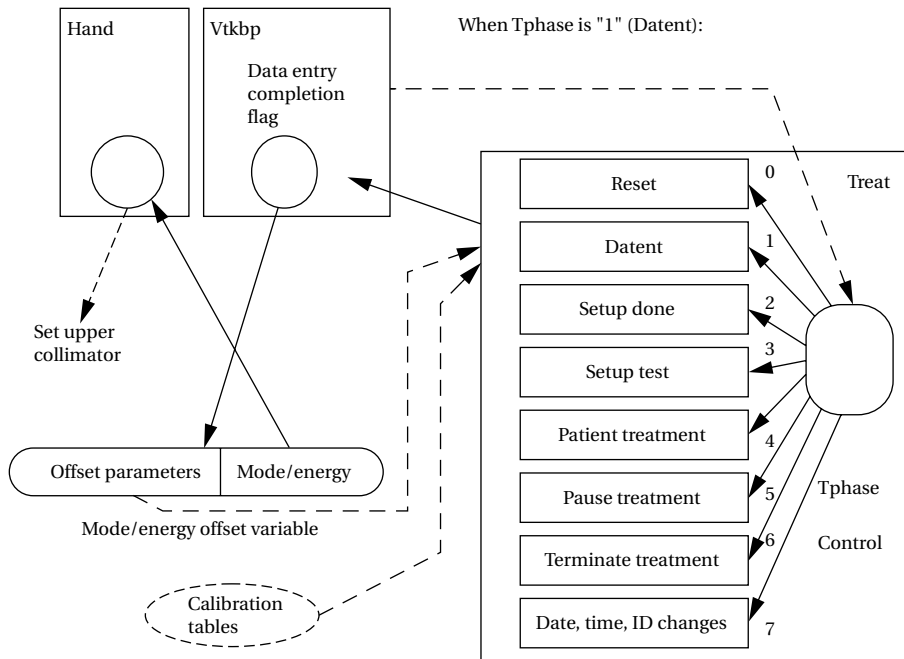 Hand
Vtkbp
When Tphase is "1" (Datent):
Data entry
completion
flag
Set upper
collimator
Offset parameters
Mode/energy
Mode/energy offset variable
Calibration
tables
Treat
Reset
0
Datent
1
Setup done
2
Setup test
3
Patient treatment
4
Pause treatment
5
Terminate treatment
6
Date, time, ID changes
7
Tphase
Control